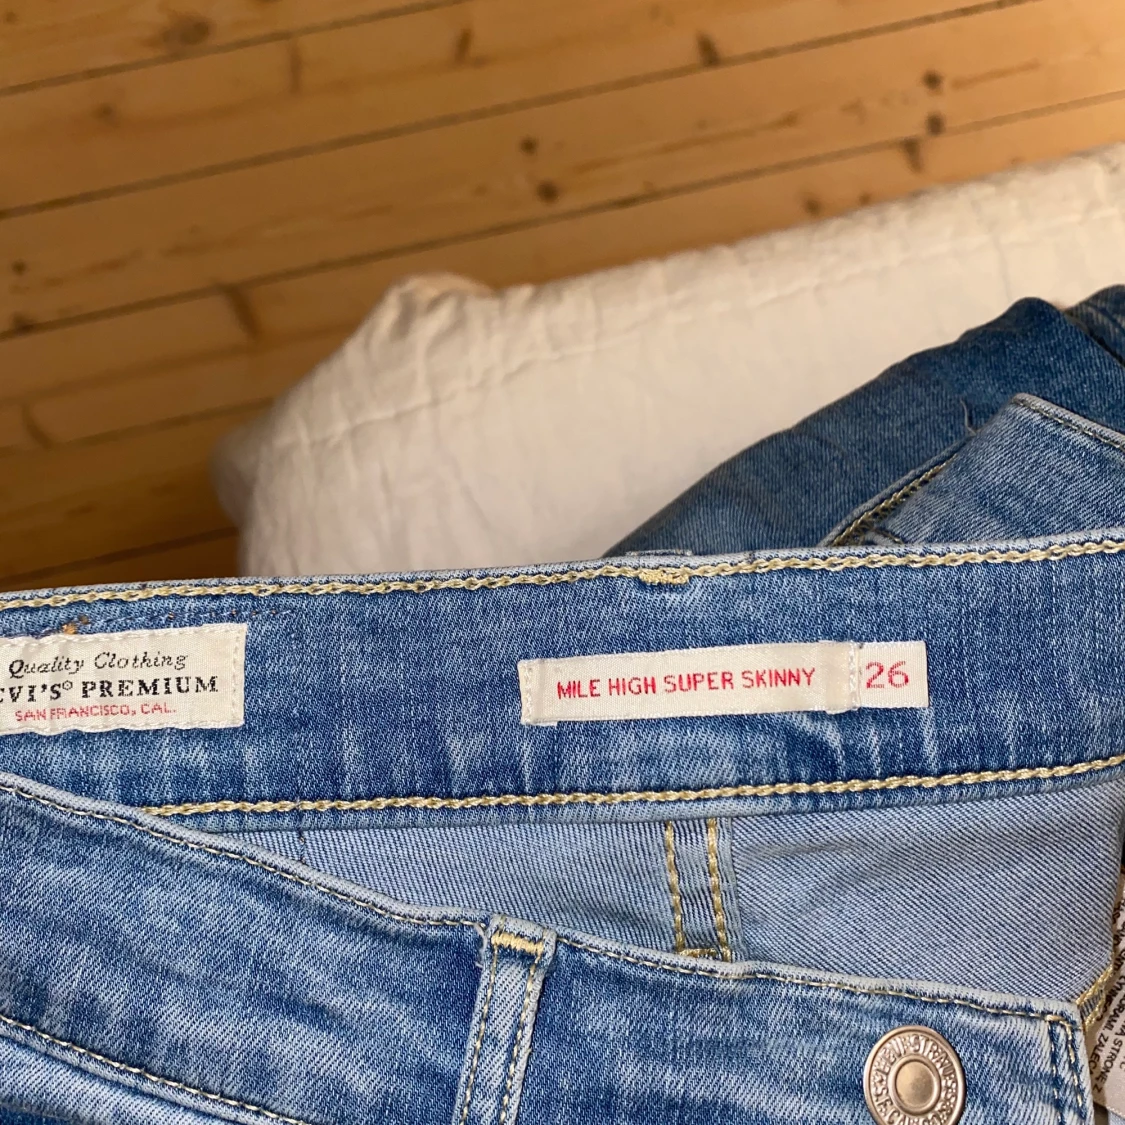 Quality Clothing
EVI'S® PREMIUM
SAN FRANCISCO, CAL.
MILE HIGH SUPER SKINNY
26